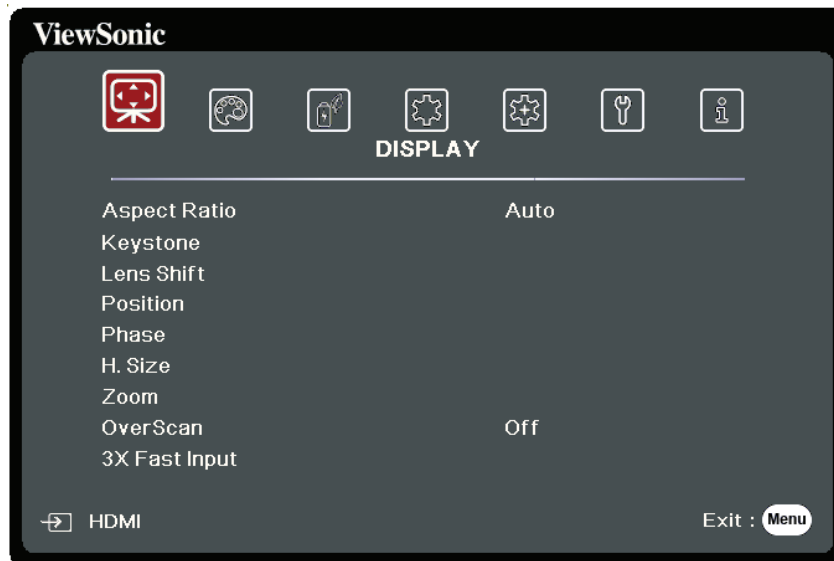 ViewSonic
DISPLAY
Aspect Ratio Auto
Keystone
Lens Shift
Position
Phase
H. Size
Zoom
OverScan Off
3X Fast Input
HDMI Exit : Menu